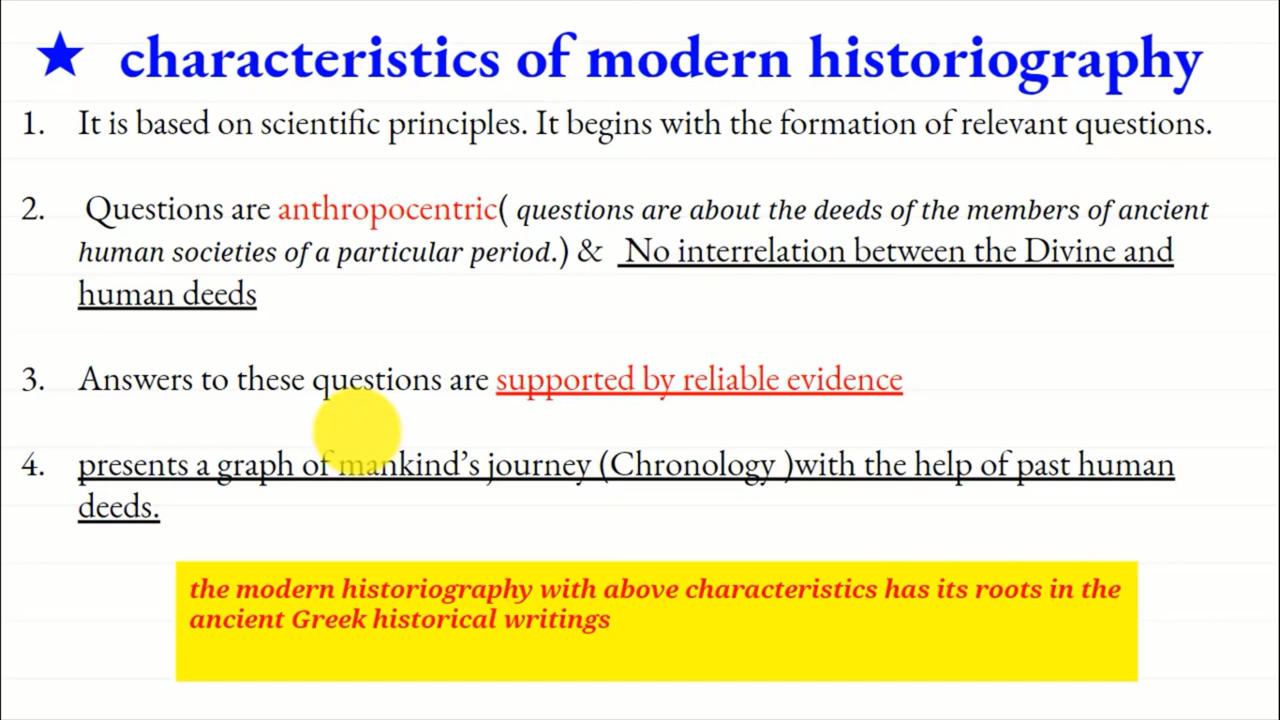 ★ characteristics of modern historiography
1. It is based on scientific principles. It begins with the formation of relevant questions.
2. Questions are anthropocentric( questions are about the deeds of the members of ancient
human societies of a particular period.) & No interrelation between the Divine and
human deeds
3. Answers to these questions are supported by reliable evidence
4. presents a graph of mankind's journey (Chronology )with the help of past human
deeds.
the modern historiography with above characteristics has its roots in the
ancient Greek historical writings